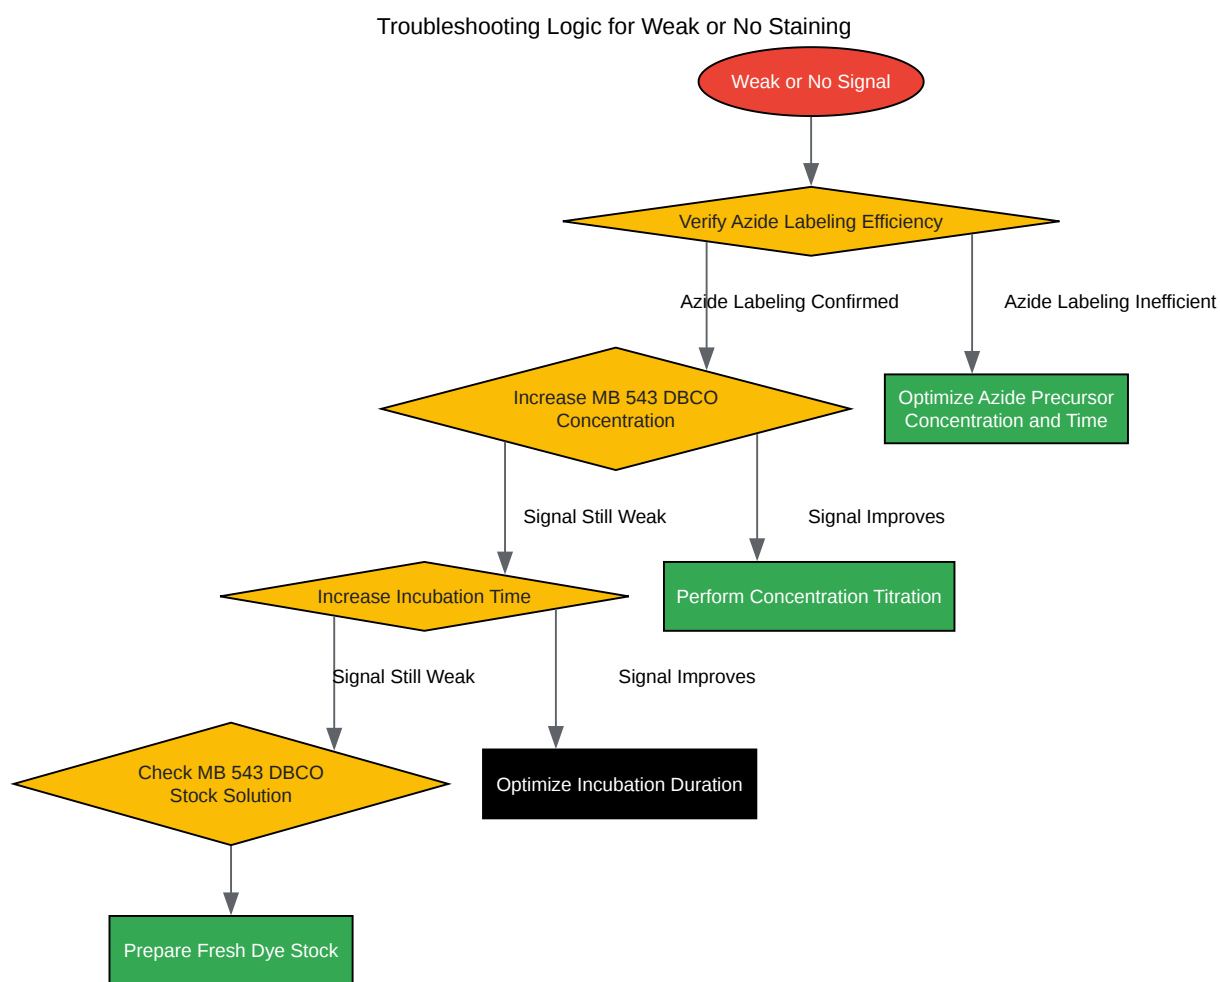 Troubleshooting Logic for Weak or No Staining
Weak or No Signal
Verify Azide Labeling Efficiency
Azide Labeling Confirmed
Azide Labeling Inefficient
Increase MB 543 DBCO
Concentration
Optimize Azide Precursor
Concentration and Time
Signal Still Weak
Signal Improves
Increase Incubation Time
Perform Concentration Titration
Signal Still Weak
Signal Improves
Check MB 543 DBCO
Stock Solution
Optimize Incubation Duration
Prepare Fresh Dye Stock